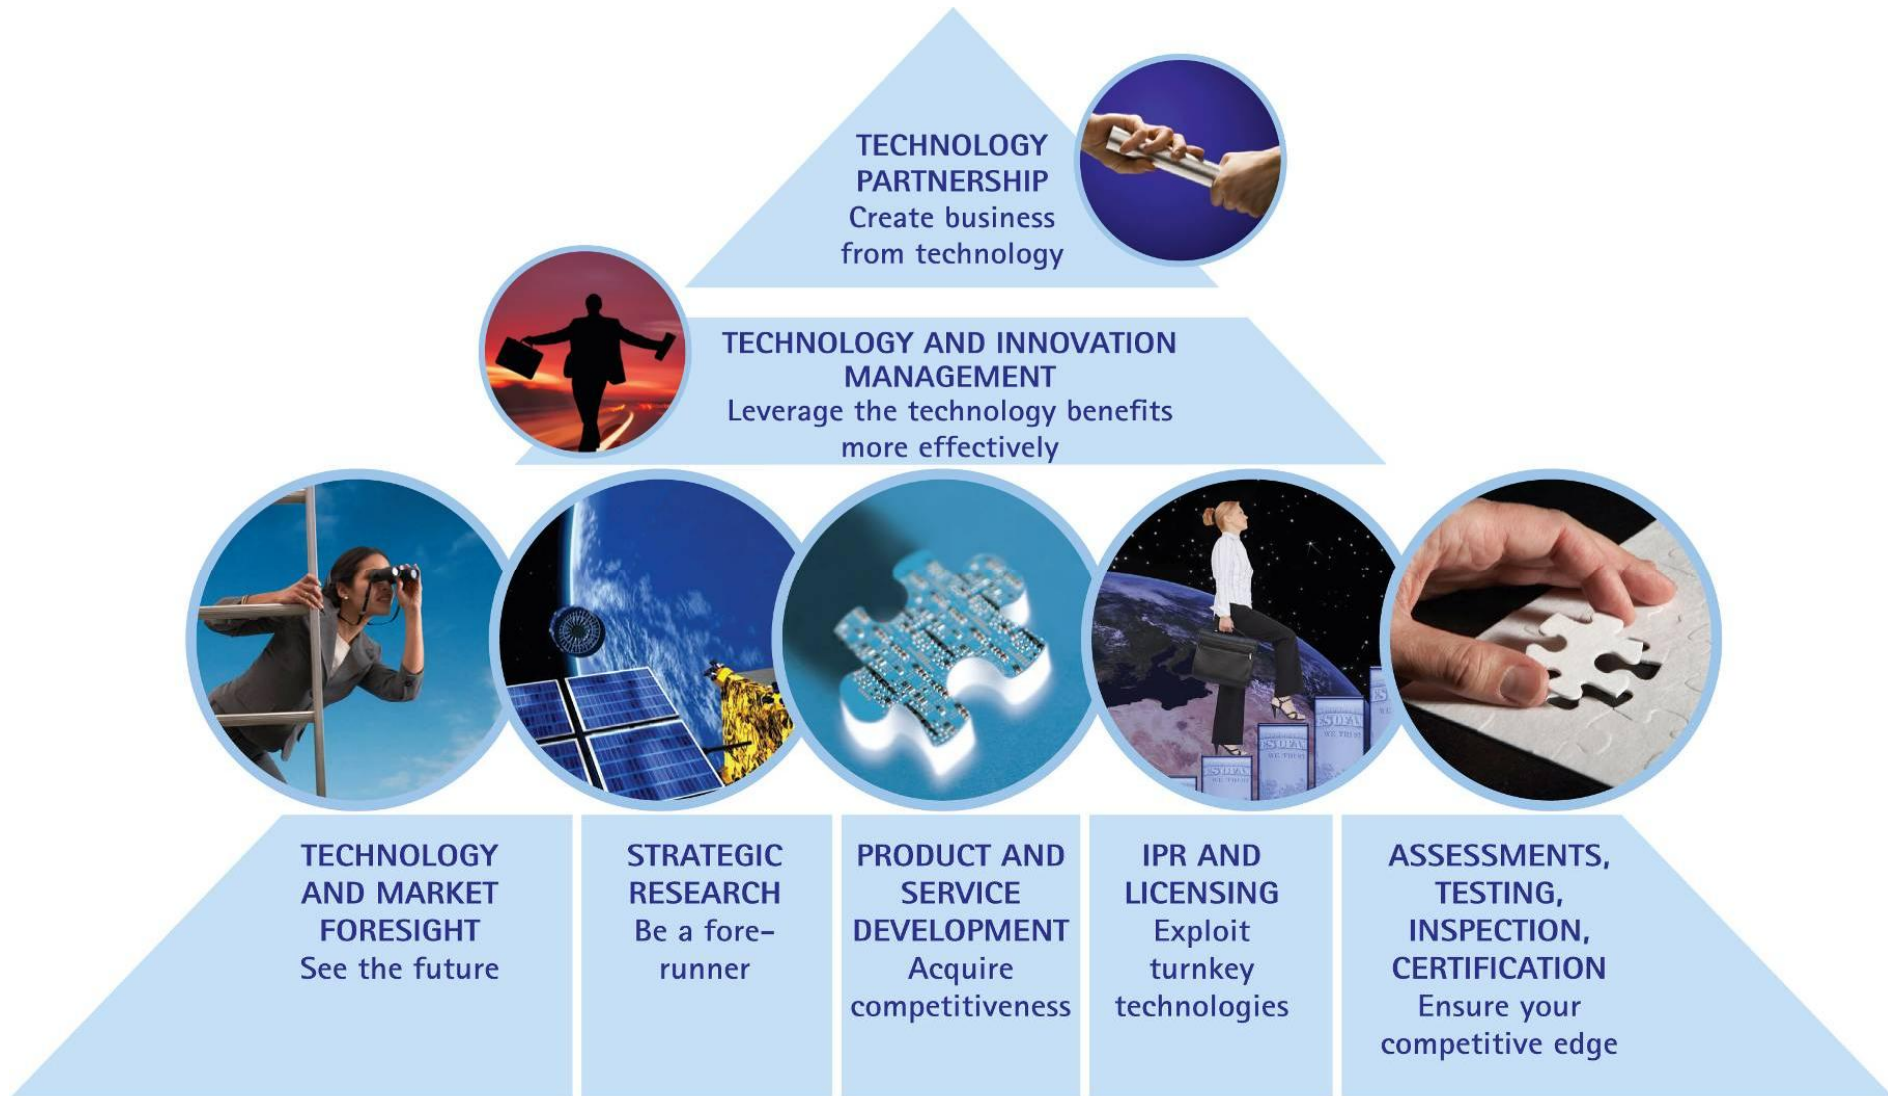 TECHNOLOGY
PARTNERSHIP
Create business
from technology
TECHNOLOGY AND INNOVATION
MANAGEMENT
Leverage the technology benefits
more effectively
TECHNOLOGY
AND MARKET
FORESIGHT
See the future
STRATEGIC
RESEARCH
Be a fore-
runner
PRODUCT AND
SERVICE
DEVELOPMENT
Acquire
competitiveness
IPR AND
LICENSING
Exploit
turnkey
technologies
ASSESSMENTS,
TESTING,
INSPECTION,
CERTIFICATION
Ensure your
competitive edge